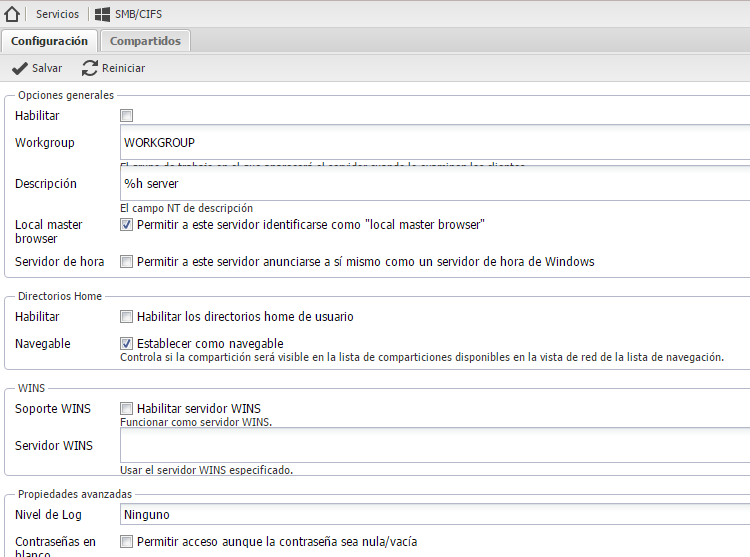 Servicios SMB/CIFS
Configuración Compartidos
Salvar Reiniciar
Opciones generales
Habilitar
Workgroup WORKGROUP
El grupo de trabajo en el que aparecerá el servidor cuando lo examinen los clientes
Descripción %h server
El campo NT de descripción
Local master Permitir a este servidor identificarse como "local master browser"
browser
Servidor de hora Permitir a este servidor anunciarse a sí mismo como un servidor de hora de Windows
Directorios Home
Habilitar Habilitar los directorios home de usuario
Navegable Establecer como navegable
Controla si la compartición será visible en la lista de comparticiones disponibles en la vista de red de la lista de navegación.
WINS
Soporte WINS Habilitar servidor WINS
Funcionar como servidor WINS.
Servidor WINS
Usar el servidor WINS especificado.
Propiedades avanzadas
Nivel de Log Ninguno
Contraseñas en Permitir acceso aunque la contraseña sea nula/vacía
blanco